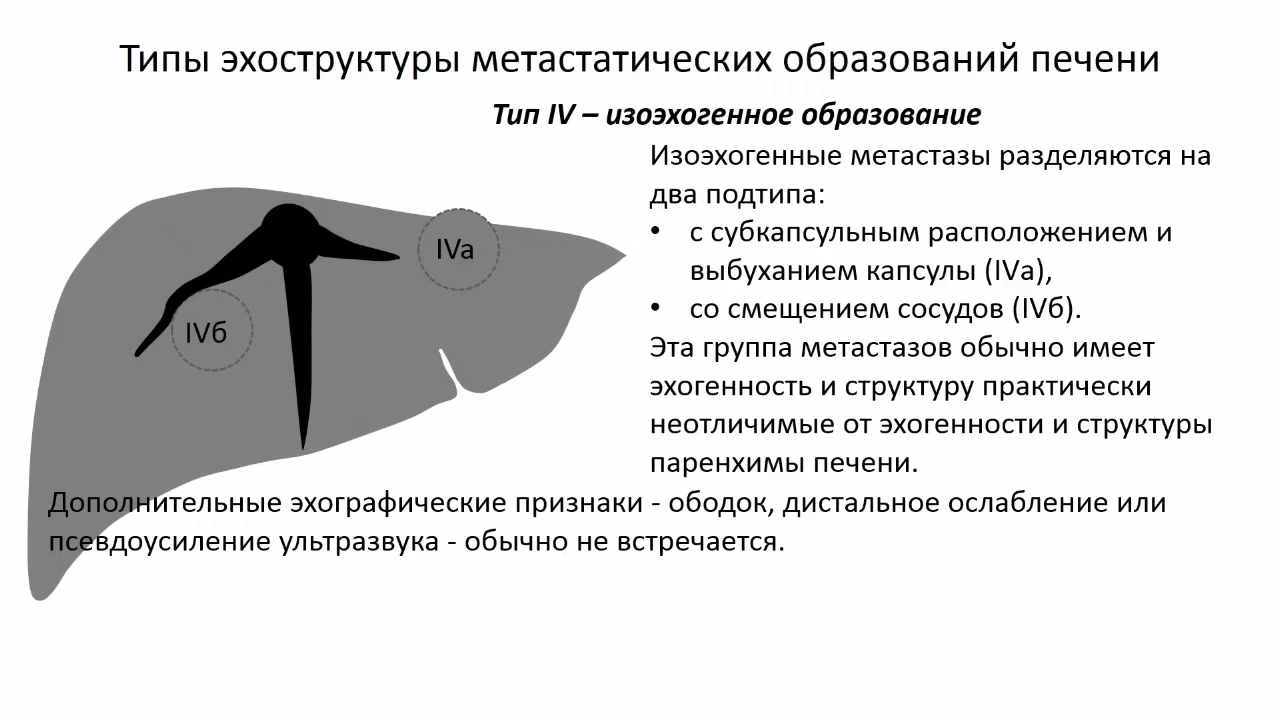 Типы эхоструктуры метастатических образований печени
Тип IV – изоэхогенное образование
Изоэхогенные метастазы разделяются на
два подтипа:
• с субкапсульным расположением и
выбуханием капсулы (IVa),
• со смещением сосудов (IVб).
Эта группа метастазов обычно имеет
эхогенность и структуру практически
неотличимые от эхогенности и структуры
паренхимы печени.
IVa
IVб
Дополнительные эхографические признаки - ободок, дистальное ослабление или
псевдоусиление ультразвука - обычно не встречается.